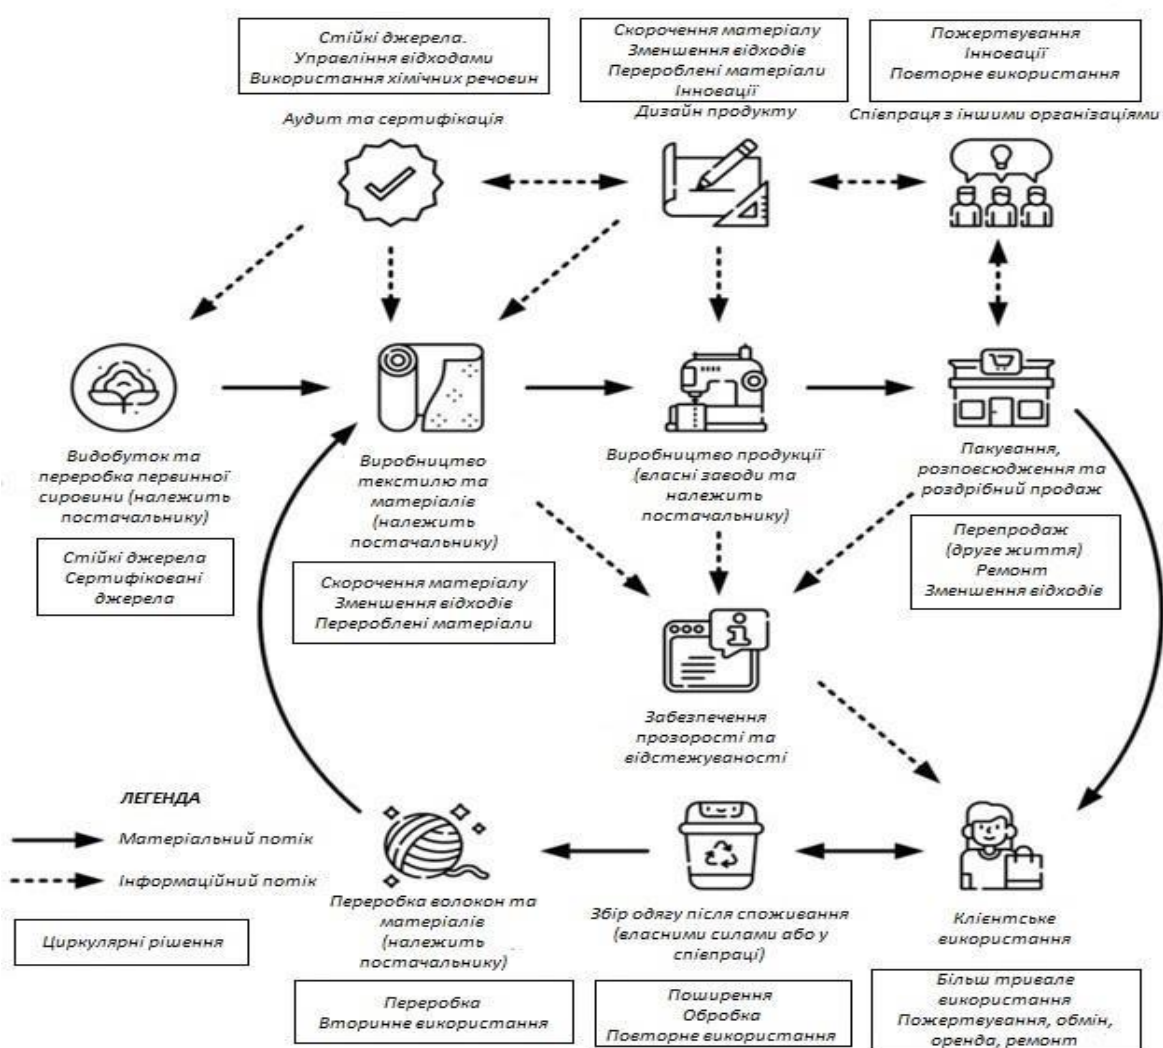 Стійкі джерела.
Управління відходами
Використання хімічних речовин
Аудит та сертифікація
Скорочення матеріалу
Зменшення відходів
Перероблені матеріали
Інновації
Дизайн продукту
Пожертвування
Інновації
Повторне використання
Співпраця з іншими організаціями
Видобуток та
переробка первинної
сировини (належить
постачальнику)
Стійкі джерела
Сертифіковані
джерела
Виробництво
текстилю та
матеріалів
(належить
постачальнику)
Скорочення матеріалу
Зменшення відходів
Перероблені матеріали
Виробництво продукції
(власні заводи та
належить
постачальнику)
Пакування,
розповсюдження та
роздрібний продаж
Перепродаж
(друге життя)
Ремонт
Зменшення відходів
Забезпечення
прозорості та
відстежуваності
ЛЕГЕНДА
Матеріальний потік
Інформаційний потік
Циркулярні рішення
Переробка волокон та
матеріалів
(належить
постачальнику)
Переробка
Вторинне використання
Збір одягу після споживання
(власними силами або у
співпраці)
Поширення
Обробка
Повторне використання
Клієнтське
використання
Більш тривале
використання
Пожертвування, обмін,
оренда, ремонт